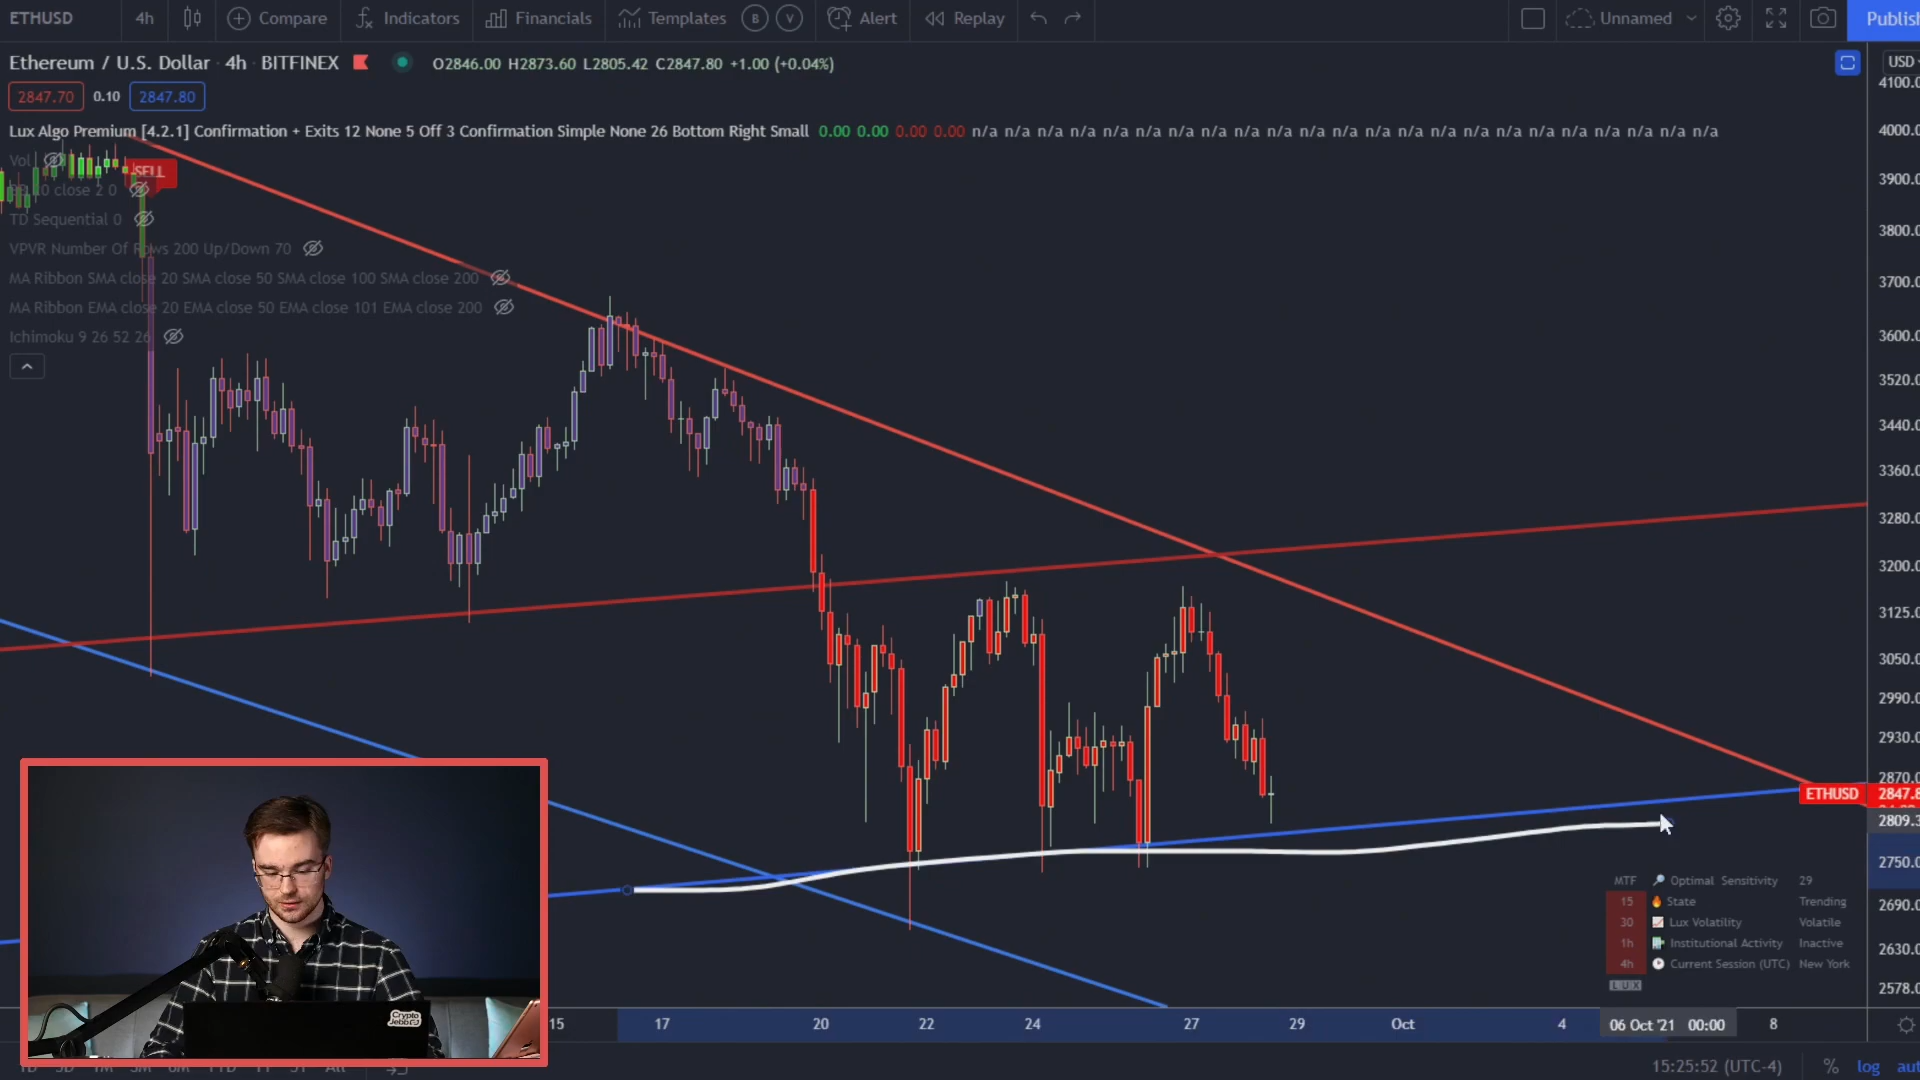 ETHUSD 4h Compare Indicators Financials Templates B V Alert Replay Unnamed Publish
Ethereum / U.S. Dollar · 4h · BITFINEX O2846.00 H2873.60 L2805.42 C2847.80 +1.00 (+0.04%)
USD
2847.70 0.10 2847.80
Lux Algo Premium [4.2.1] Confirmation + Exits 12 None 5 Off 3 Confirmation Simple None 26 Bottom Right Small 0.00 0.00 0.00 0.00 n/a n/a n/a n/a n/a n/a n/a n/a n/a n/a n/a n/a n/a n/a n/a n/a n/a n/a n/a n/a n/a n/a n/a
Vol
SELL
close 2 0
TD Sequential 0
VPVR Number Of Rows 200 Up/Down 70
MA Ribbon SMA close 20 SMA close 50 SMA close 100 SMA close 200
MA Ribbon EMA close 20 EMA close 50 EMA close 101 EMA close 200
Ichimoku 9 26 52 26
4100.0
4000.0
3900.0
3800.0
3700.0
3600.0
3520.0
3440.0
3360.0
3280.0
3200.0
3125.0
3050.0
2990.0
2930.0
2870.0
ETHUSD 2847.8
2809.3
2750.0
2690.0
2630.0
2578.0
MTF Optimal Sensitivity 29
15 State Trending
30 Lux Volatility Volatile
1h Institutional Activity Inactive
4h Current Session (UTC) New York
LUX
Crypto
Jebb
15 17 20 22 24 27 29 Oct 4 06 Oct '21 00:00 8
15:25:52 (UTC-4) % log aut